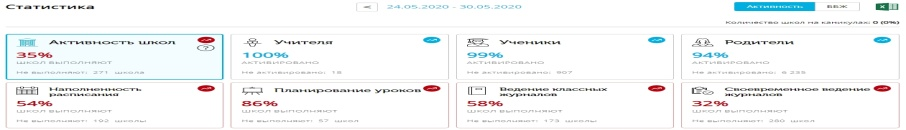 Статистика
24.05.2020 - 30.05.2020
Активность
ББЖ
Количество школ на каникулах: 0 (0%)
Активность школ
35%
ШКОЛ ВЫПОЛНЯЮТ
Не выполняют: 271 школа
Учителя
100%
АКТИВИРОВАНО
Не активировано: 18
Ученики
99%
АКТИВИРОВАНО
Не активировано: 907
Родители
94%
АКТИВИРОВАНО
Не активировано: 6 235
Наполненность
расписания
54%
ШКОЛ ВЫПОЛНЯЮТ
Не выполняют: 192 школы
Планирование уроков
86%
ШКОЛ ВЫПОЛНЯЮТ
Не выполняют: 57 школ
Ведение классных
журналов
58%
ШКОЛ ВЫПОЛНЯЮТ
Не выполняют: 173 школы
Своевременное ведение
журналов
32%
ШКОЛ ВЫПОЛНЯЮТ
Не выполняют: 280 школ